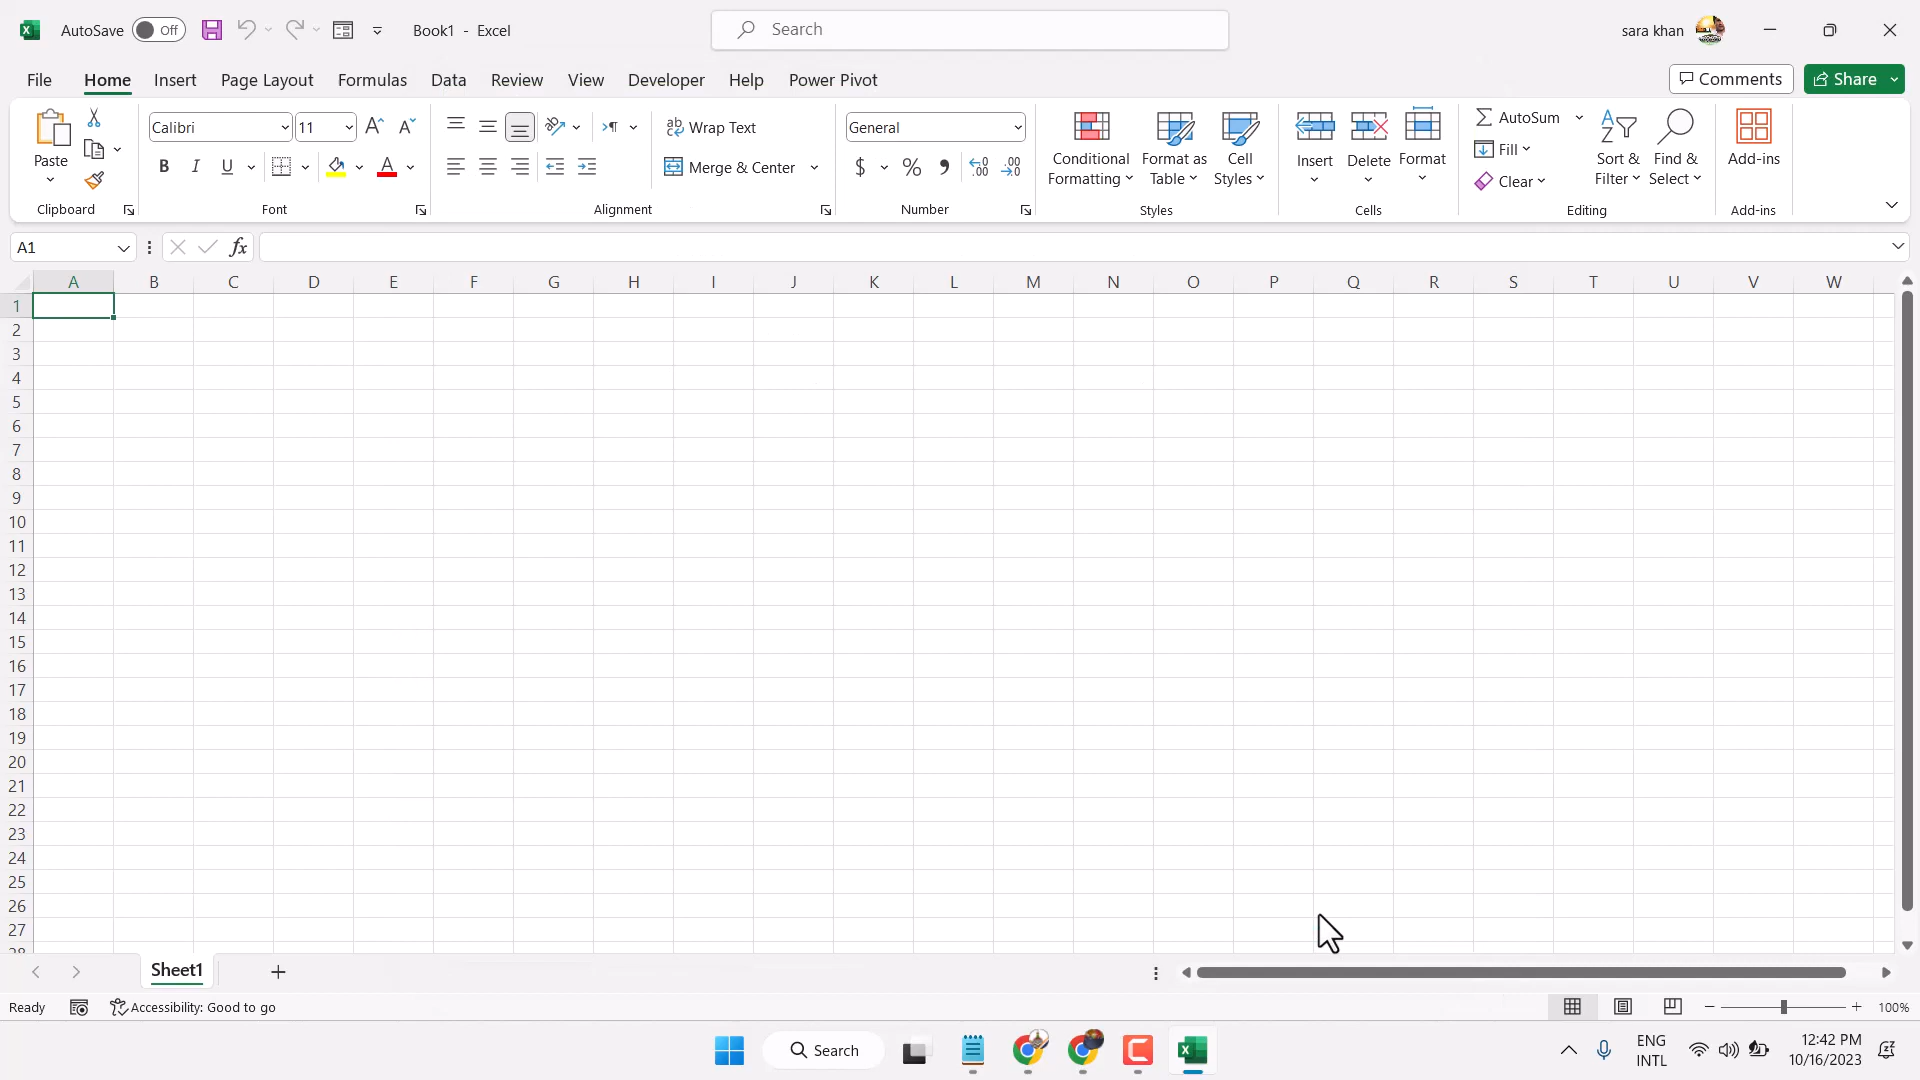 AutoSave Off Book1 - Excel Search sara khan
File Home Insert Page Layout Formulas Data Review View Developer Help Power Pivot Comments Share
Paste
Clipboard
Calibri 11
B I U A
Font
Wrap Text
Merge & Center
Alignment
General
$ % ,
Number
Conditional Formatting
Format as Table
Cell Styles
Styles
Insert
Delete
Format
Cells
AutoSum
Fill
Clear
Sort & Filter
Find & Select
Editing
Add-ins
Add-ins
A1 fx
A B C D E F G H I J K L M N O P Q R S T U V W
1
2
3
4
5
6
7
8
9
10
11
12
13
14
15
16
17
18
19
20
21
22
23
24
25
26
27
28
Sheet1
Ready Accessibility: Good to go 100%
Search
ENG
INTL
12:42 PM
10/16/2023